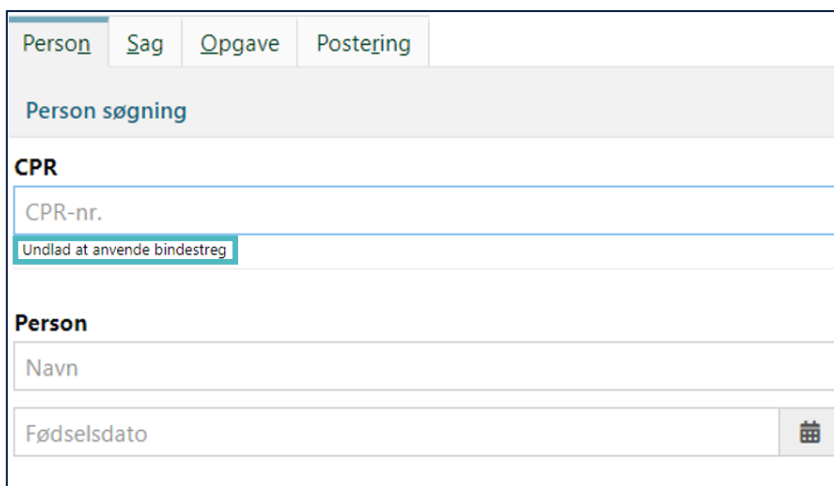 Person Sag Opgave Postering
Person søgning
CPR
CPR-nr.
Undlad at anvende bindestreg
Person
Navn
Fødselsdato